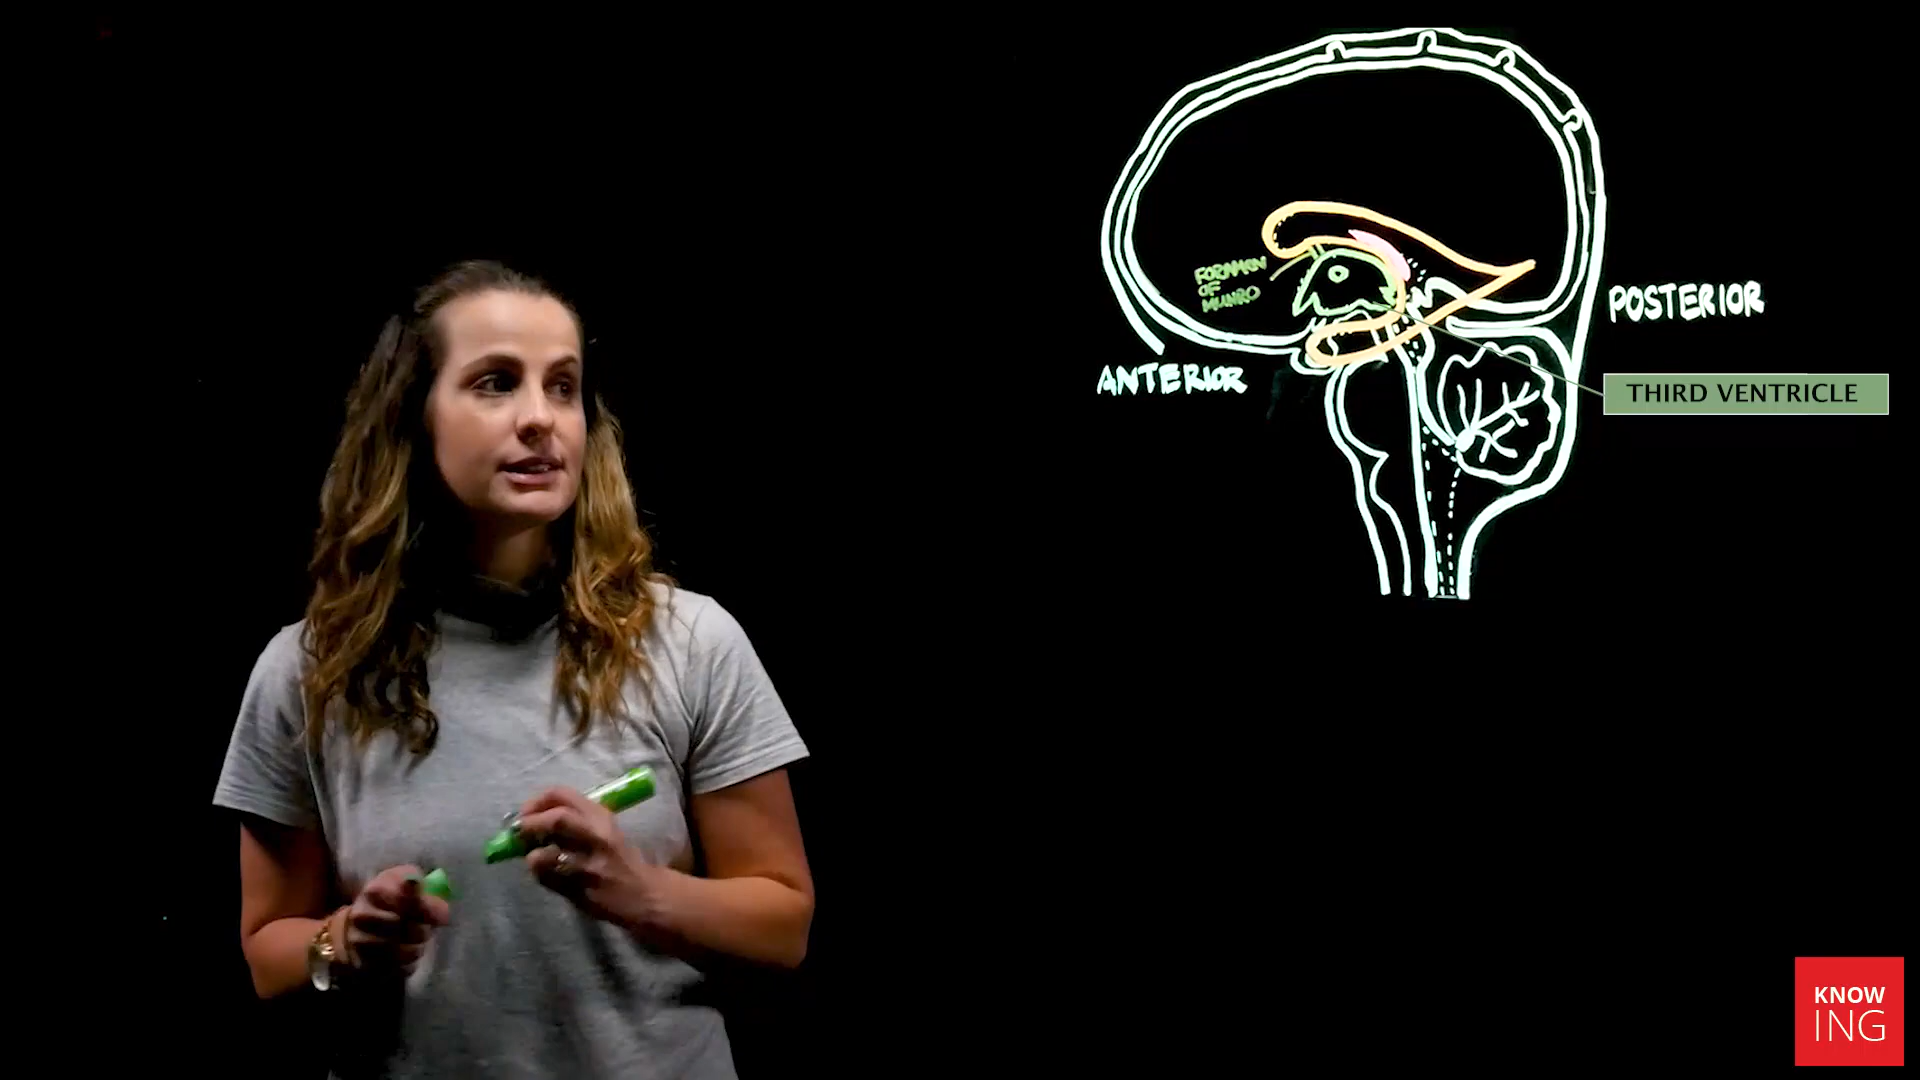 FORAMEN
OF
MUNRO
POSTERIOR
ANTERIOR
THIRD VENTRICLE
KNOW
ING